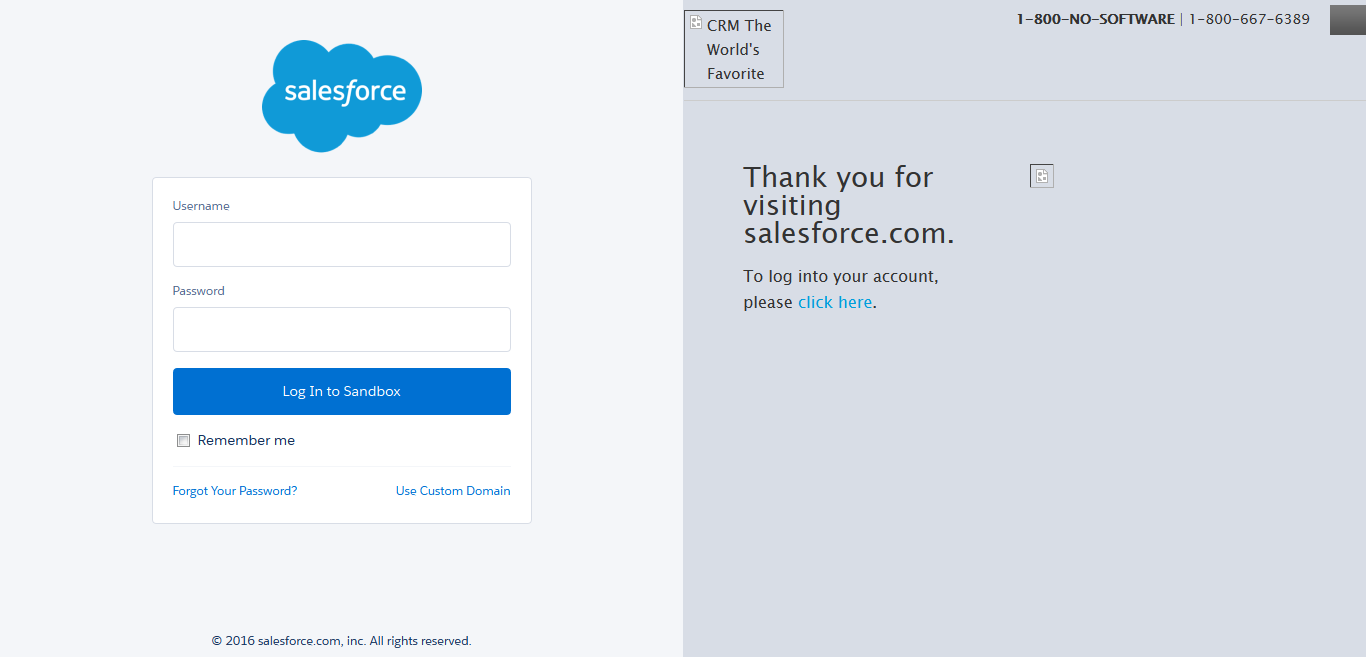 salesforce
Username
Password
Log In to Sandbox
Remember me
Forgot Your Password?
Use Custom Domain
© 2016 salesforce.com, inc. All rights reserved.
CRM The
World's
Favorite
1-800-NO-SOFTWARE | 1-800-667-6389
Thank you for
visiting
salesforce.com.
To log into your account,
please click here.